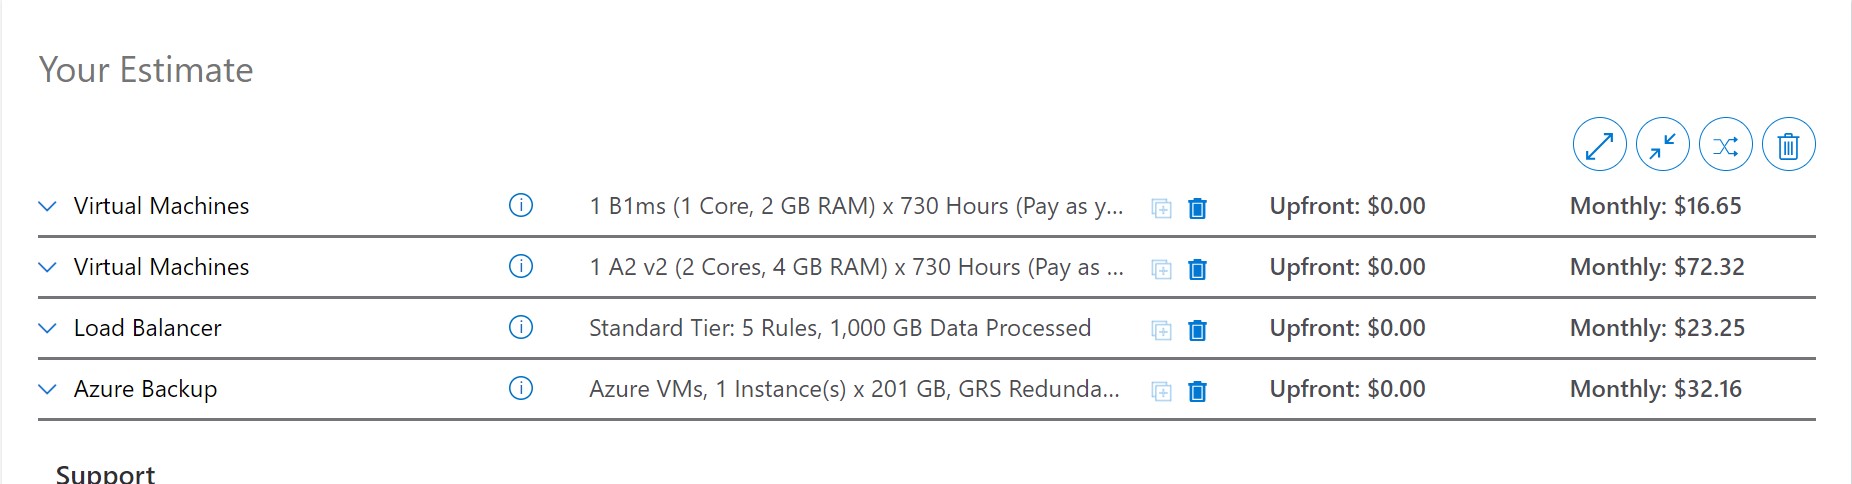 Your Estimate
Virtual Machines 1 B1ms (1 Core, 2 GB RAM) x 730 Hours (Pay as y... Upfront: $0.00 Monthly: $16.65
Virtual Machines 1 A2 v2 (2 Cores, 4 GB RAM) x 730 Hours (Pay as ... Upfront: $0.00 Monthly: $72.32
Load Balancer Standard Tier: 5 Rules, 1,000 GB Data Processed Upfront: $0.00 Monthly: $23.25
Azure Backup Azure VMs, 1 Instance(s) x 201 GB, GRS Redunda... Upfront: $0.00 Monthly: $32.16
Support